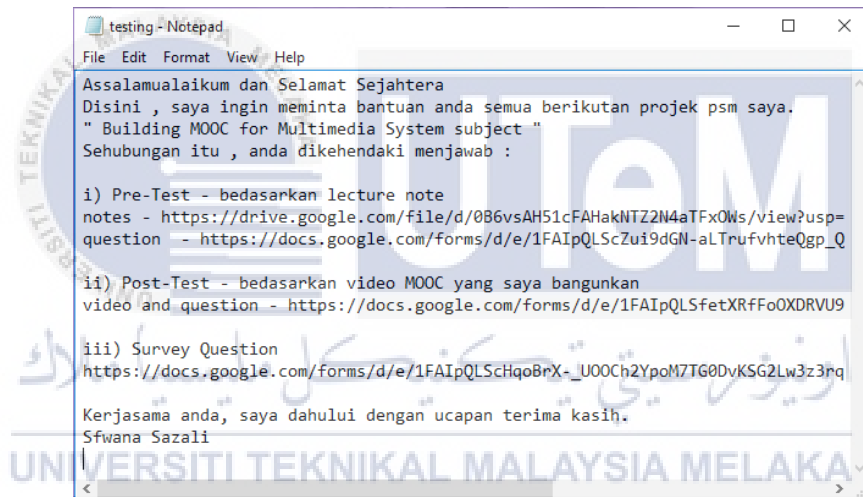 testing - Notepad
File Edit Format View Help
Assalamualaikum dan Selamat Sejahtera
Disini , saya ingin meminta bantuan anda semua berikutan projek psm saya.
" Building MOOC for Multimedia System subject "
Sehubungan itu , anda dikehendaki menjawab :
i) Pre-Test - bedasarkan lecture note
notes - https://drive.google.com/file/d/0B6vsAH51cFAHakNTZ2N4aTFxOWs/view?usp=
question - https://docs.google.com/forms/d/e/1FAIpQLScZui9dGN-aLTrufvhteQgp_Q
ii) Post-Test - bedasarkan video MOOC yang saya bangunkan
video and question - https://docs.google.com/forms/d/e/1FAIpQLSfetXRfFoOXDRVU9
iii) Survey Question
https://docs.google.com/forms/d/e/1FAIpQLScHqoBrX-_UOOCh2YpoM7TG0DvKSG2Lw3z3rq
Kerjasama anda, saya dahului dengan ucapan terima kasih.
Sfwana Sazali
UTeM
اونيورسيتي تيكنيكل مليسيا ملاك
UNIVERSITI TEKNIKAL MALAYSIA MELAKA